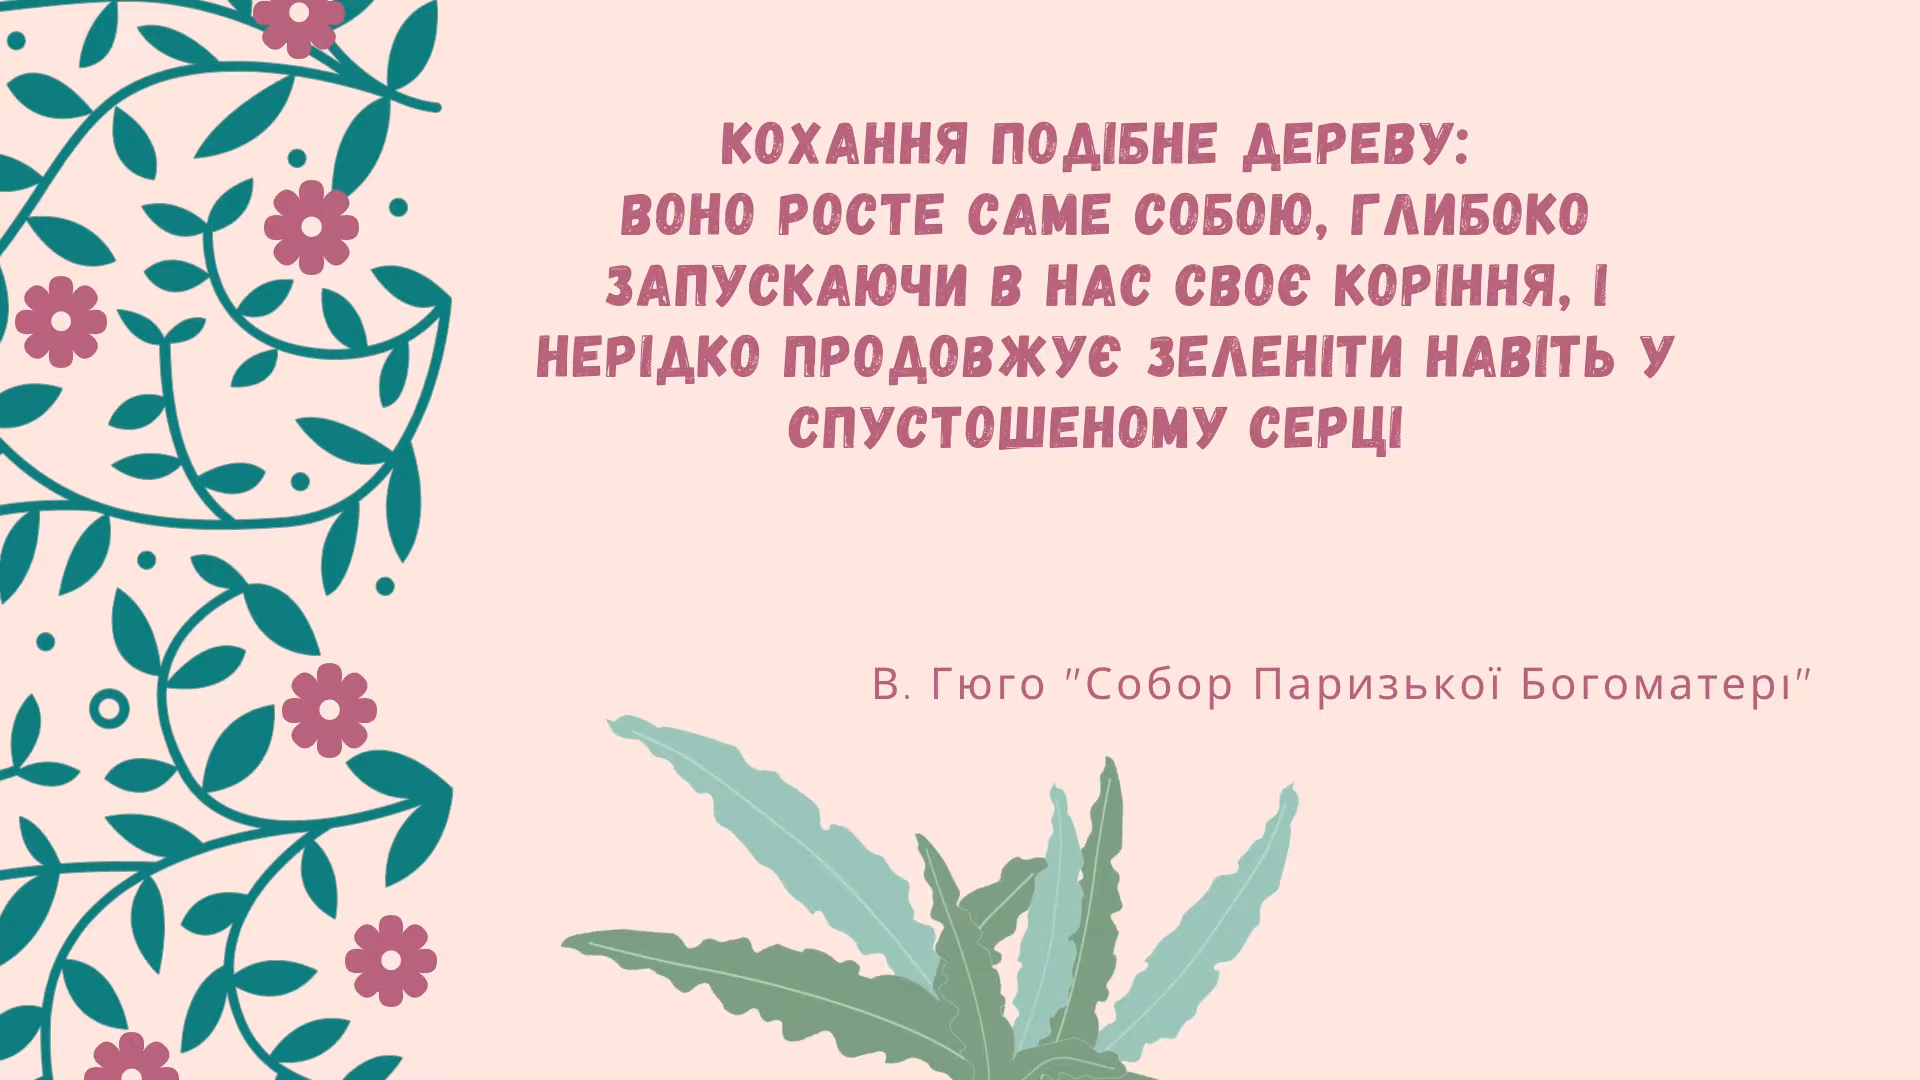 КОХАННЯ ПОДІБНЕ ДЕРЕВУ:
ВОНО РОСТЕ САМЕ СОБОЮ, ГЛИБОКО
ЗАПУСКАЮЧИ В НАС СВОЄ КОРІННЯ, І
НЕРІДКО ПРОДОВЖУЄ ЗЕЛЕНІТИ НАВІТЬ У
СПУСТОШЕНОМУ СЕРЦІ
В. Гюго "Собор Паризької Богоматері"